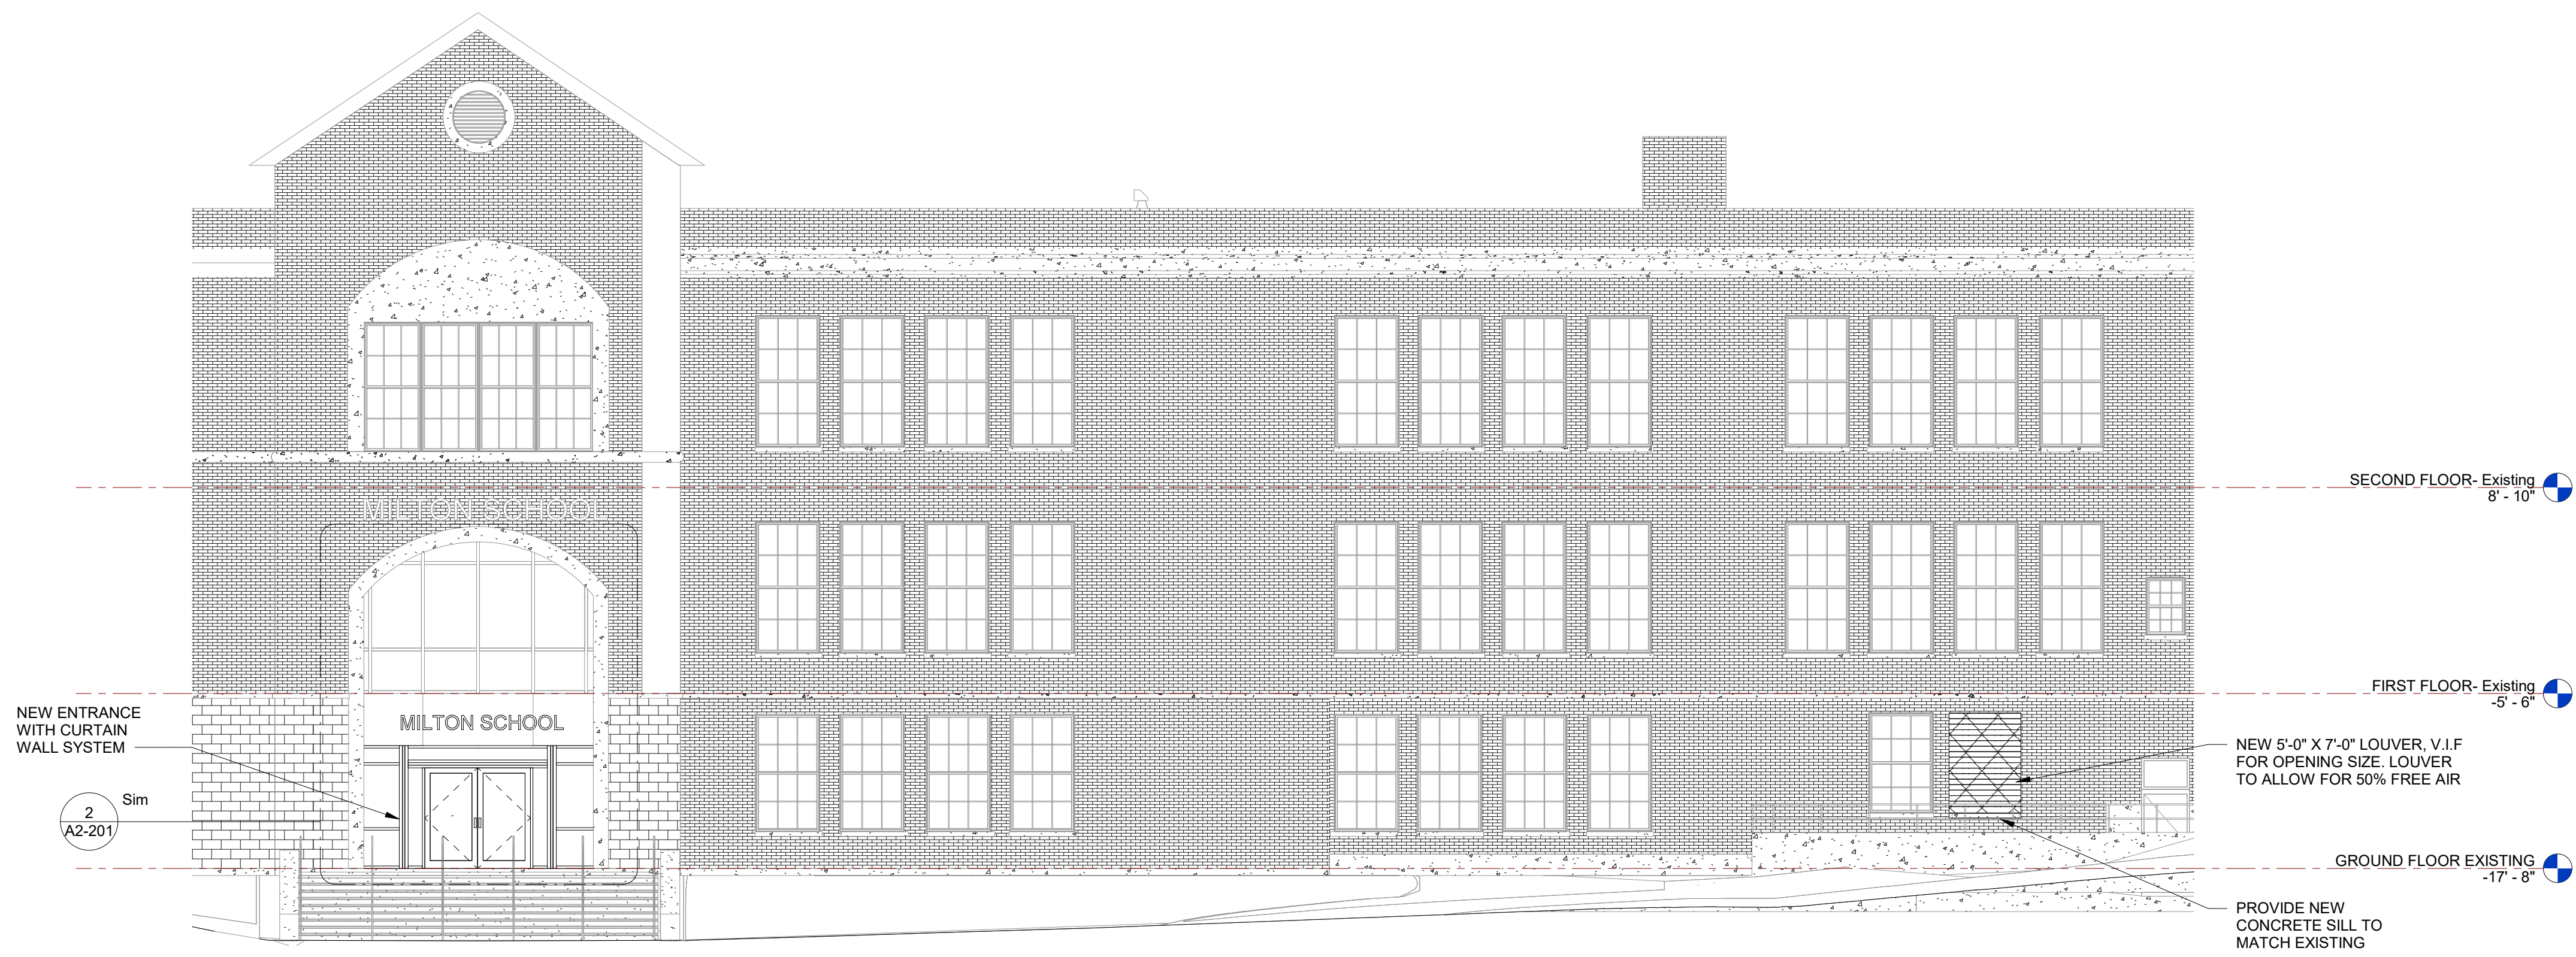 MILTON SCHOOL
SECOND FLOOR- Existing
8' - 10"
FIRST FLOOR- Existing
-5' - 6"
NEW ENTRANCE
WITH CURTAIN
WALL SYSTEM
MILTON SCHOOL
NEW 5'-0" X 7'-0" LOUVER, V.I.F
FOR OPENING SIZE. LOUVER
TO ALLOW FOR 50% FREE AIR
Sim
2
A2-201
GROUND FLOOR EXISTING
-17' - 8"
PROVIDE NEW
CONCRETE SILL TO
MATCH EXISTING